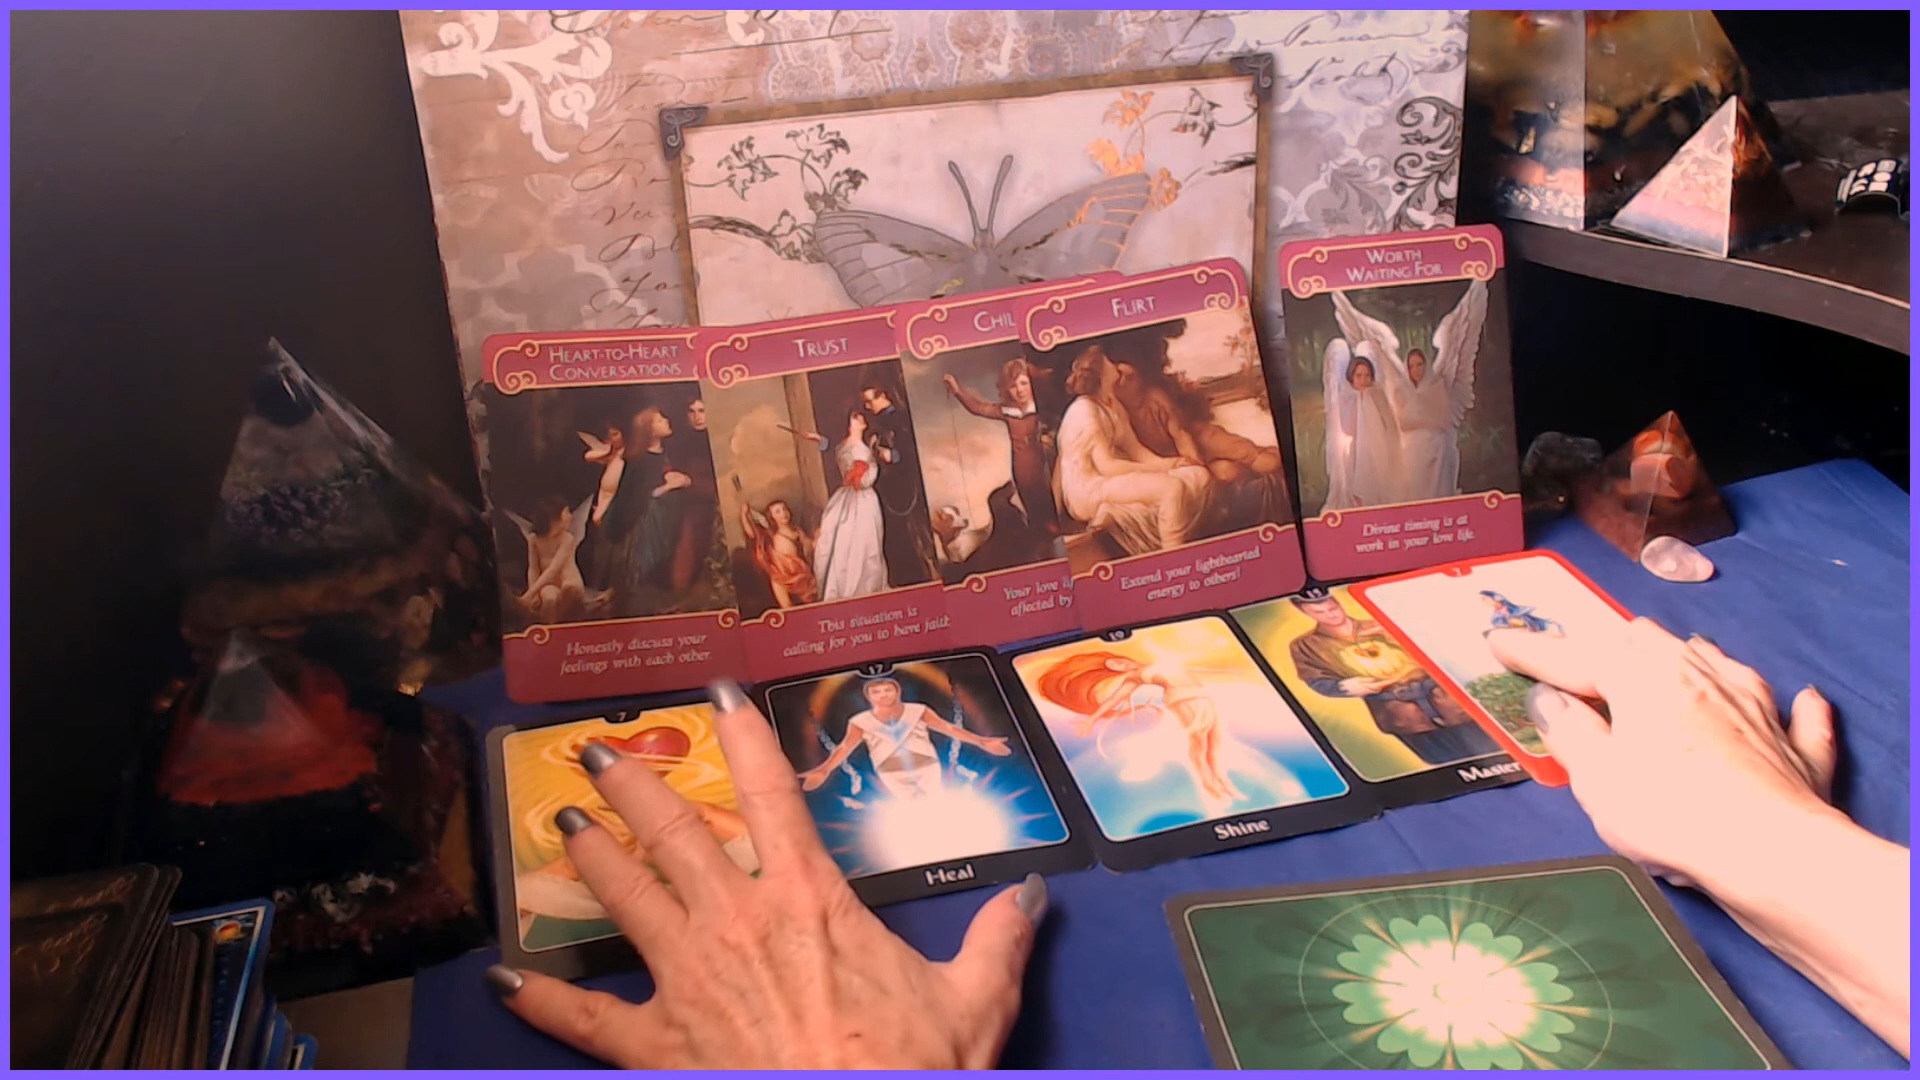 HEART-TO-HEART
CONVERSATIONS
Honestly discuss your
feelings with each other.
TRUST
This situation is
calling for you to have faith
CHIL
Your love li
affected by
FLIRT
Extend your lighthearted
energy to others!
WORTH
WAITING FOR
Divine timing is at
work in your love life.
7
17
Heal
19
Shine
15
Master